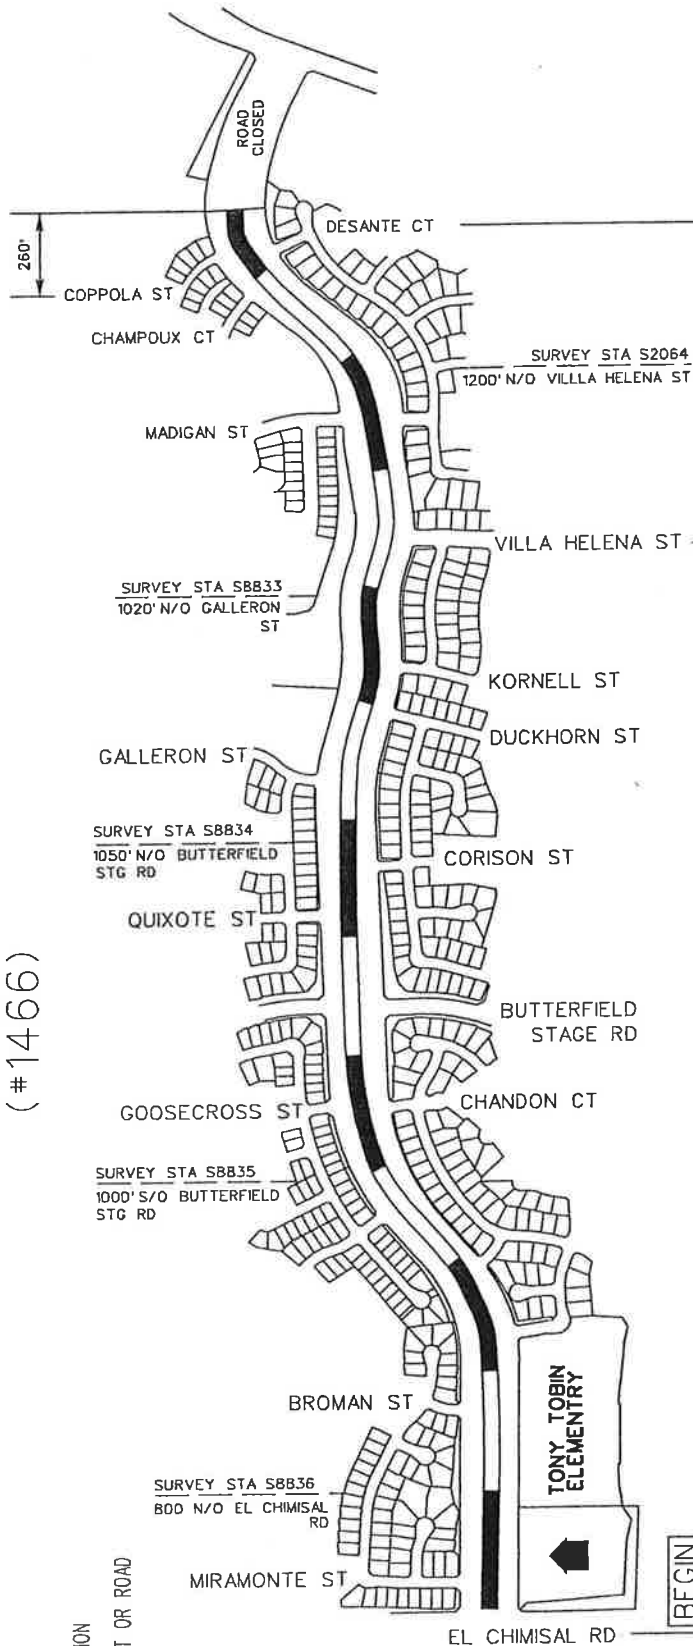 ROAD
CLOSED
260'
DESANTE CT
COPPOLA ST
CHAMPOUX CT
SURVEY STA S2064
1200' N/O VILLLA HELENA ST
MADIGAN ST
VILLA HELENA ST
SURVEY STA S8833
1020' N/O GALLERON
ST
KORNELL ST
DUCKHORN ST
GALLERON ST
SURVEY STA S8834
1050' N/O BUTTERFIELD
STG RD
CORISON ST
QUIXOTE ST
(#1466)
BUTTERFIELD
STAGE RD
CHANDON CT
GOOSECROSS ST
SURVEY STA S8835
1000' S/O BUTTERFIELD
STG RD
BROMAN ST
TONY TOBIN
ELEMENTRY
SURVEY STA S8836
800 N/O EL CHIMISAL
RD
MIRAMONTE ST
T OR ROAD
BEGIN
EL CHIMISAL RD